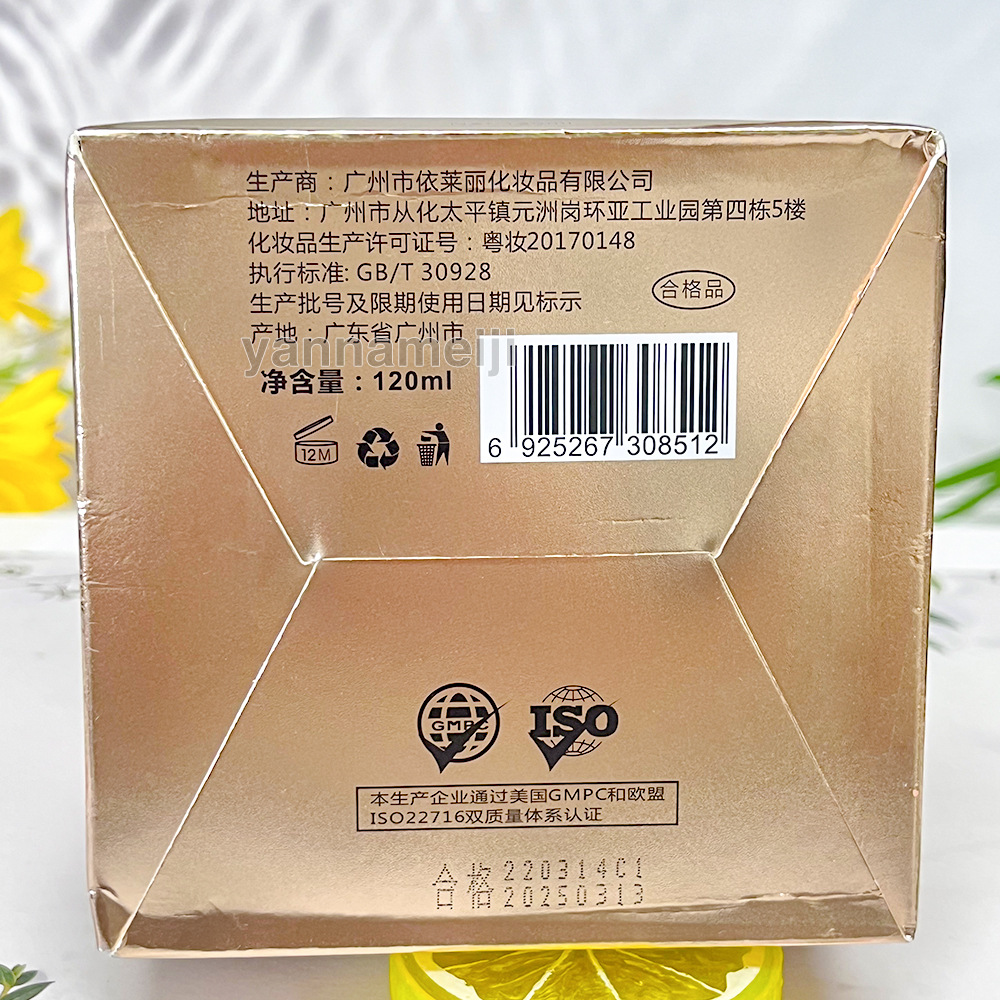 生产商：广州市依莱丽化妆品有限公司
地址：广州市从化太平镇元洲岗环亚工业园第四栋5楼
化妆品生产许可证号：粤妆20170148
执行标准: GB/T 30928
生产批号及限期使用日期见标示
合格品
产地：广东省广州市
yannameiji
净含量：120ml
12M
6 925267 308512
GMPC
ISO
本生产企业通过美国GMPC和欧盟
ISO22716双质量体系认证
合格 220314C1
合格 20250313